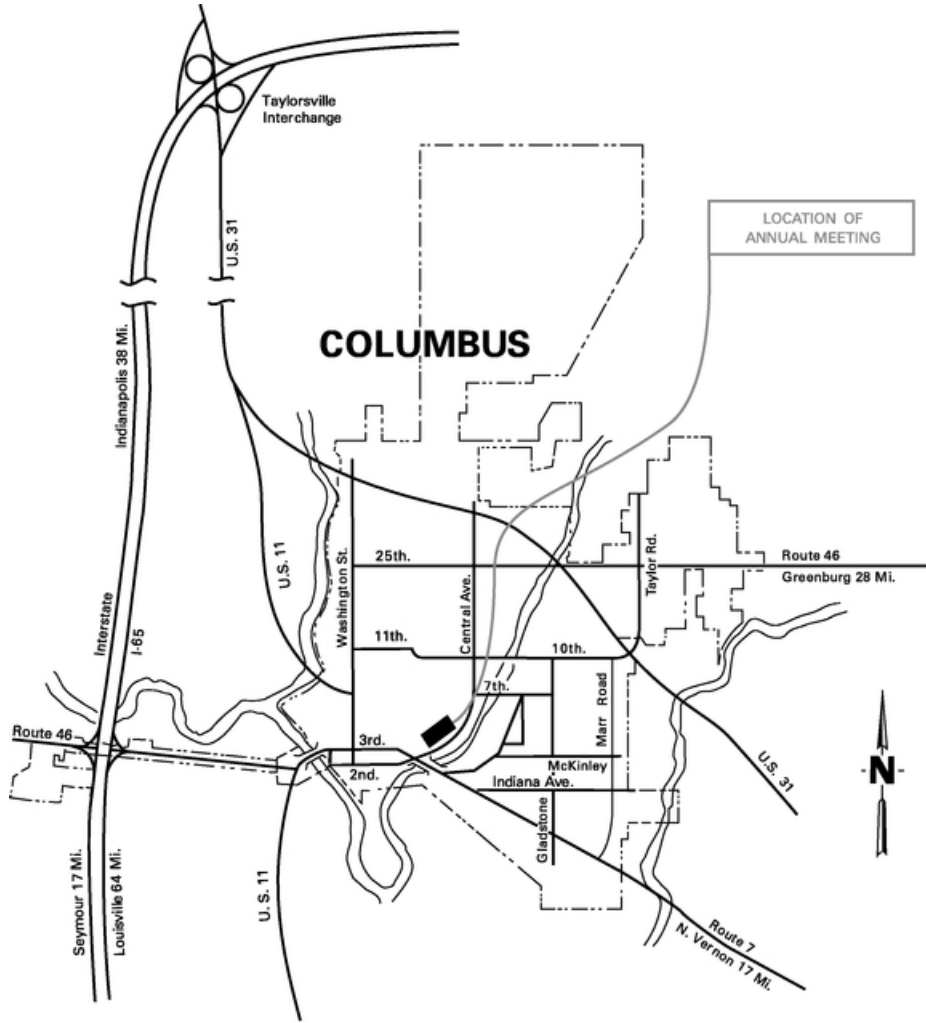 Taylorsville
Interchange
U.S. 31
LOCATION OF
ANNUAL MEETING
COLUMBUS
Indianapolis 38 Mi.
U.S. 11
Washington St.
25th.
Central Ave.
Taylor Rd.
Route 46
Greenburg 28 Mi.
Interstate
I-65
11th.
10th.
7th.
Marr Road
Route 46
3rd.
2nd.
McKinley
Indiana Ave.
Gladstone
U.S. 31
N
Seymour 17 Mi.
Louisville 64 Mi.
U.S. 11
Route 7
N. Vernon 17 Mi.